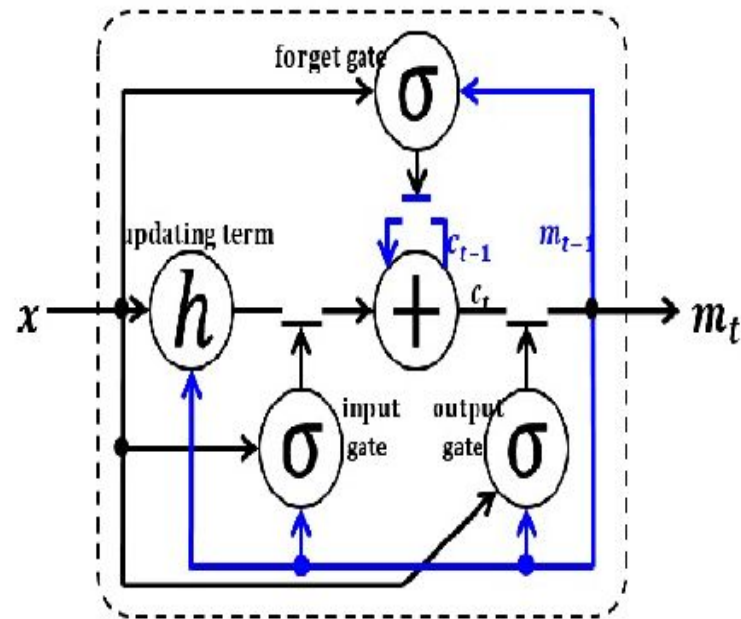 forget gate
σ
updating term
c_{t-1}
m_{t-1}
x
h
+
c_t
m_t
input
gate
σ
output
gate
σ